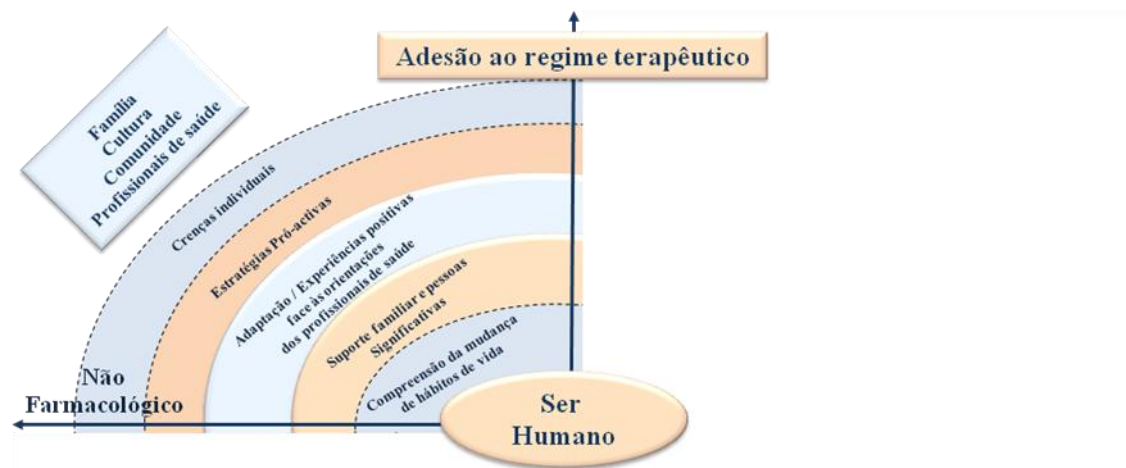 Adesão ao regime terapêutico
Família
Cultura
Comunidade
Profissionais de saúde
Crenças individuais
Estratégias Pró-activas
Adaptação / Experiências positivas
face às orientações
dos profissionais de saúde
Suporte familiar e pessoas
Significativas
Compreensão da mudança
de hábitos de vida
Não
Farmacológico
Ser
Humano